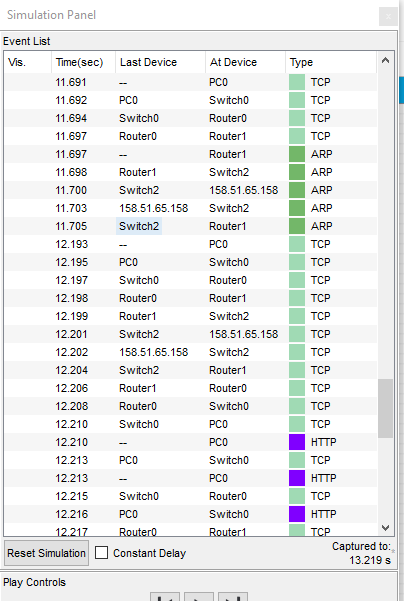 Simulation Panel
Event List
Vis. Time(sec) Last Device At Device Type
11.691 -- PC0 TCP
11.692 PC0 Switch0 TCP
11.694 Switch0 Router0 TCP
11.697 Router0 Router1 TCP
11.697 -- Router1 ARP
11.698 Router1 Switch2 ARP
11.700 Switch2 158.51.65.158 ARP
11.703 158.51.65.158 Switch2 ARP
11.705 Switch2 Router1 ARP
12.193 -- PC0 TCP
12.195 PC0 Switch0 TCP
12.197 Switch0 Router0 TCP
12.198 Router0 Router1 TCP
12.199 Router1 Switch2 TCP
12.201 Switch2 158.51.65.158 TCP
12.202 158.51.65.158 Switch2 TCP
12.204 Switch2 Router1 TCP
12.206 Router1 Router0 TCP
12.208 Router0 Switch0 TCP
12.210 Switch0 PC0 TCP
12.210 -- PC0 HTTP
12.213 PC0 Switch0 TCP
12.213 -- PC0 HTTP
12.215 Switch0 Router0 TCP
12.216 PC0 Switch0 HTTP
12.217 Router0 Router1 TCP
Reset Simulation Constant Delay Captured to:
13.219 s
Play Controls